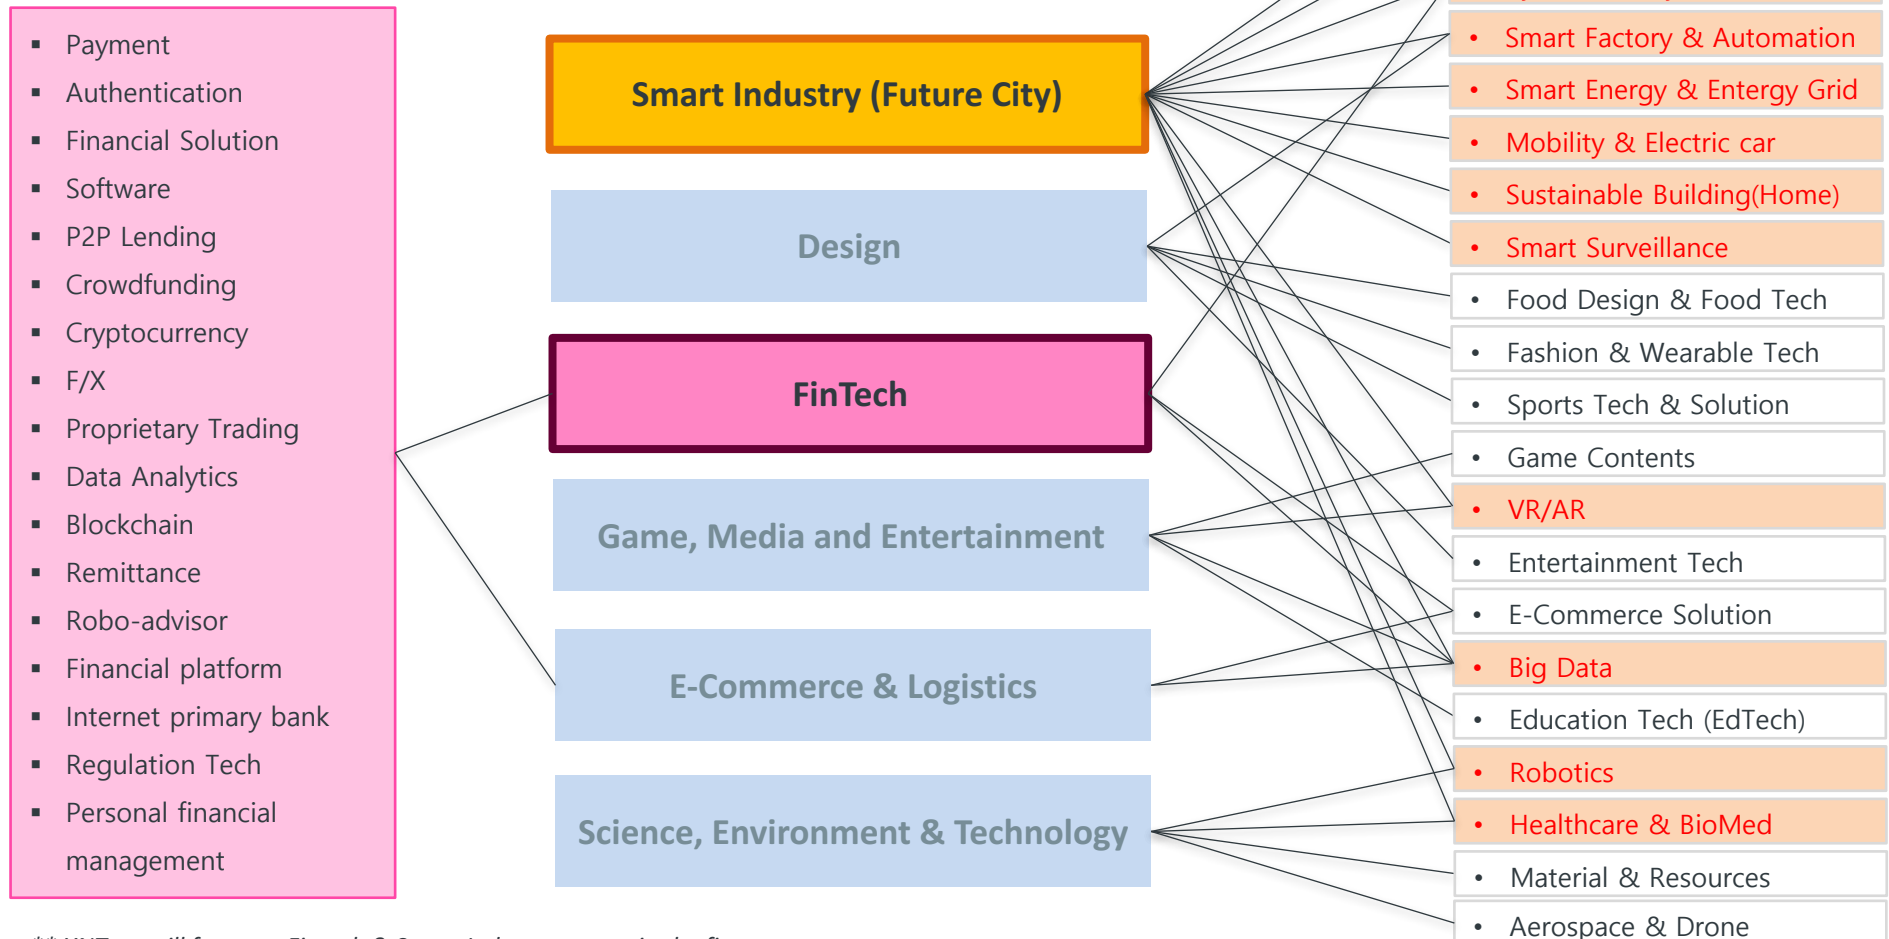 ▪ Payment
▪ Authentication
▪ Financial Solution
▪ Software
▪ P2P Lending
▪ Crowdfunding
▪ Cryptocurrency
▪ F/X
▪ Proprietary Trading
▪ Data Analytics
▪ Blockchain
▪ Remittance
▪ Robo-advisor
▪ Financial platform
▪ Internet primary bank
▪ Regulation Tech
▪ Personal financial
management
Smart Industry (Future City)
Design
FinTech
Game, Media and Entertainment
E-Commerce & Logistics
Science, Environment & Technology
• Smart Factory & Automation
• Smart Energy & Entergy Grid
• Mobility & Electric car
• Sustainable Building(Home)
• Smart Surveillance
• Food Design & Food Tech
• Fashion & Wearable Tech
• Sports Tech & Solution
• Game Contents
• VR/AR
• Entertainment Tech
• E-Commerce Solution
• Big Data
• Education Tech (EdTech)
• Robotics
• Healthcare & BioMed
• Material & Resources
• Aerospace & Drone